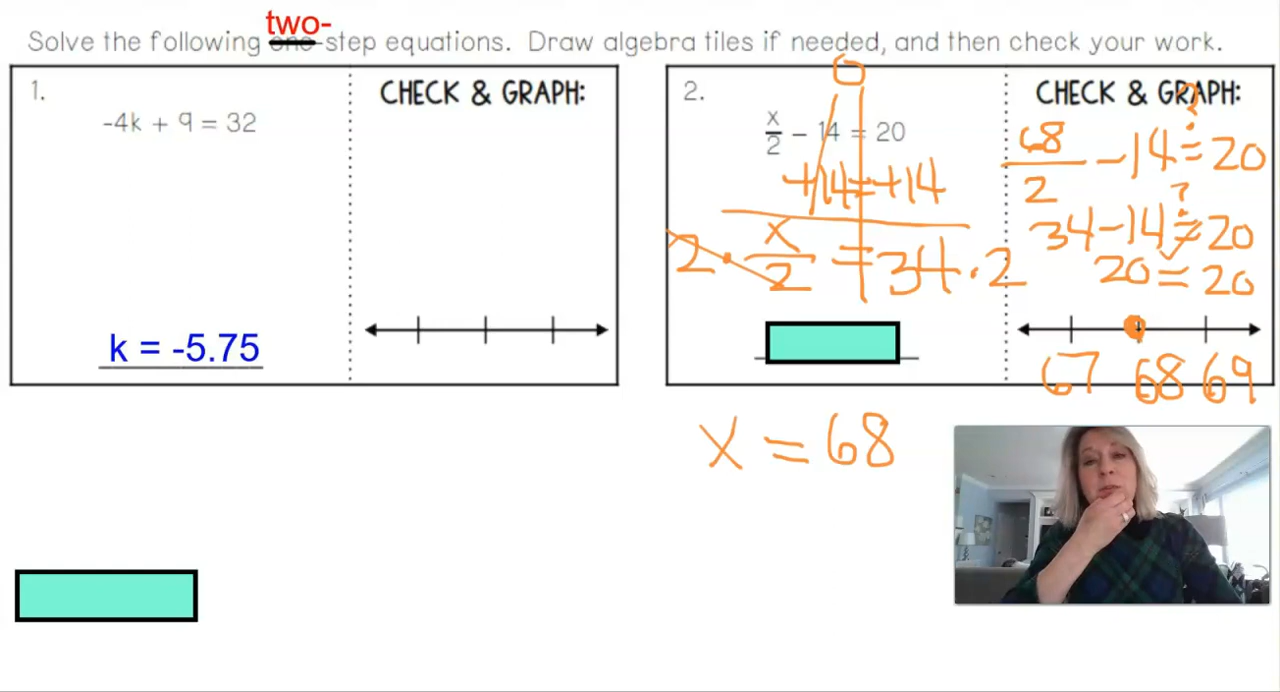 two-
Solve the following one-step equations. Draw algebra tiles if needed, and then check your work.
1.
-4k + 9 = 32
k = -5.75
CHECK & GRAPH:
2.
x/2 - 14 = 20
+14 = +14
0
2 · x/2 = 34 · 2
x = 68
CHECK & GRAPH:
68/2 - 14 ≟ 20
34 - 14 ≟ 20
20 = 20
67 68 69